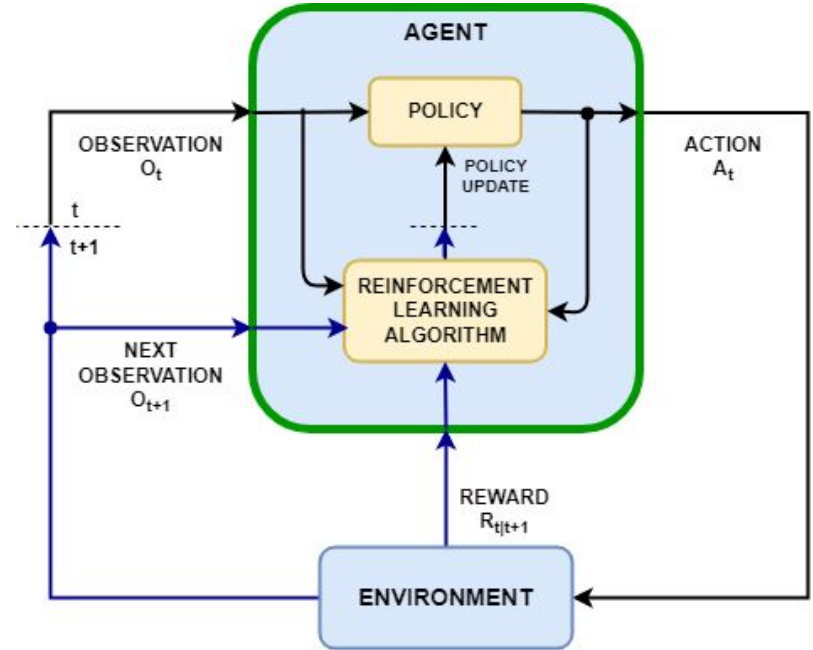 AGENT
POLICY
OBSERVATION
Oₜ
ACTION
Aₜ
POLICY
UPDATE
t
t+1
REINFORCEMENT
LEARNING
ALGORITHM
NEXT
OBSERVATION
Oₜ₊₁
REWARD
Rₜ|ₜ₊₁
ENVIRONMENT